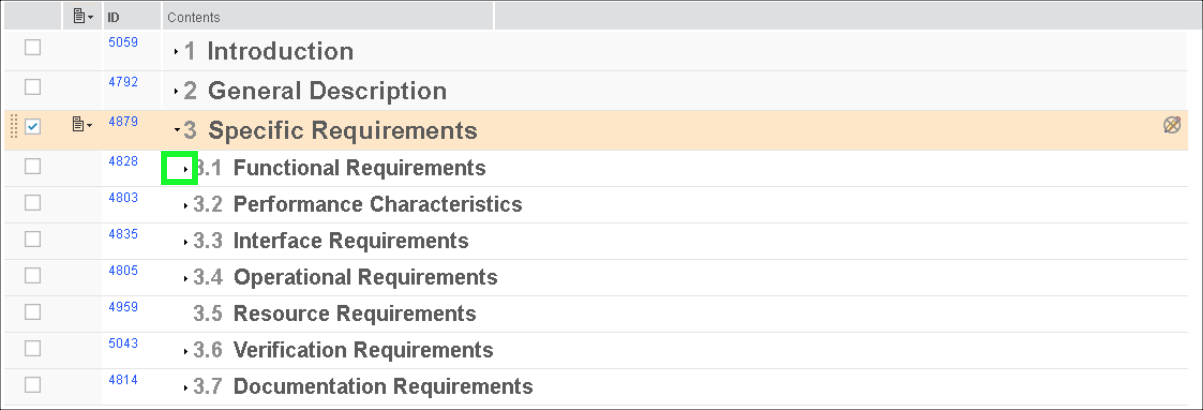 ID Contents
5059 1 Introduction
4792 2 General Description
4879 3 Specific Requirements
4828 3.1 Functional Requirements
4803 3.2 Performance Characteristics
4835 3.3 Interface Requirements
4805 3.4 Operational Requirements
4959 3.5 Resource Requirements
5043 3.6 Verification Requirements
4814 3.7 Documentation Requirements